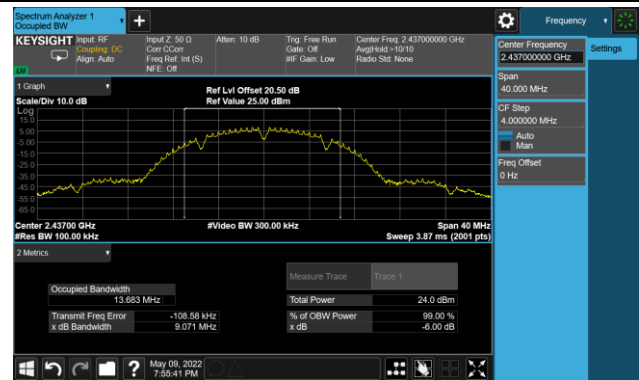 Spectrum Analyzer 1
Occupied BW
Frequency
KEYSIGHT
Input: RF
Coupling: DC
Align: Auto
Input Z: 50 Ω
Corr CCorr
Freq Ref: Int (S)
NFE: Off
Atten: 10 dB
Trig: Free Run
Gate: Off
#IF Gain: Low
Center Freq: 2.437000000 GHz
Avg|Hold:>10/10
Radio Std: None
LXI
Center Frequency
2.437000000 GHz
Settings
Span
40.000 MHz
CF Step
4.000000 MHz
Auto
Man
Freq Offset
0 Hz
1 Graph
Scale/Div 10.0 dB
Ref Lvl Offset 20.50 dB
Ref Value 25.00 dBm
Log
15.0
5.00
-5.00
-15.0
-25.0
-35.0
-45.0
-55.0
-65.0
Center 2.43700 GHz
#Res BW 100.00 kHz
#Video BW 300.00 kHz
Span 40 MHz
Sweep 3.87 ms (2001 pts)
2 Metrics
Measure Trace
Trace 1
Occupied Bandwidth
13.683 MHz
Total Power
24.0 dBm
Transmit Freq Error
-108.58 kHz
% of OBW Power
99.00 %
x dB Bandwidth
9.071 MHz
x dB
-6.00 dB
?
May 09, 2022
7:55:41 PM